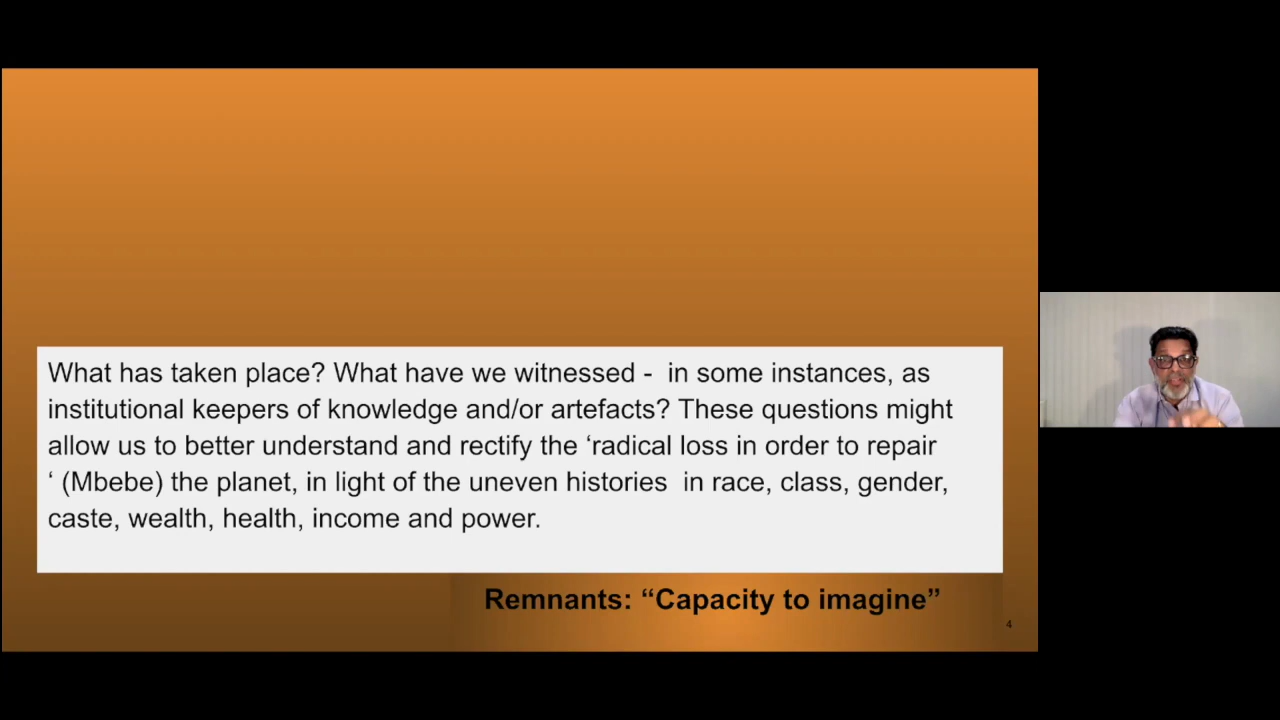 What has taken place? What have we witnessed -  in some instances, as
institutional keepers of knowledge and/or artefacts? These questions might
allow us to better understand and rectify the ‘radical loss in order to repair
‘ (Mbebe) the planet, in light of the uneven histories  in race, class, gender,
caste, wealth, health, income and power.
Remnants: “Capacity to imagine”
4